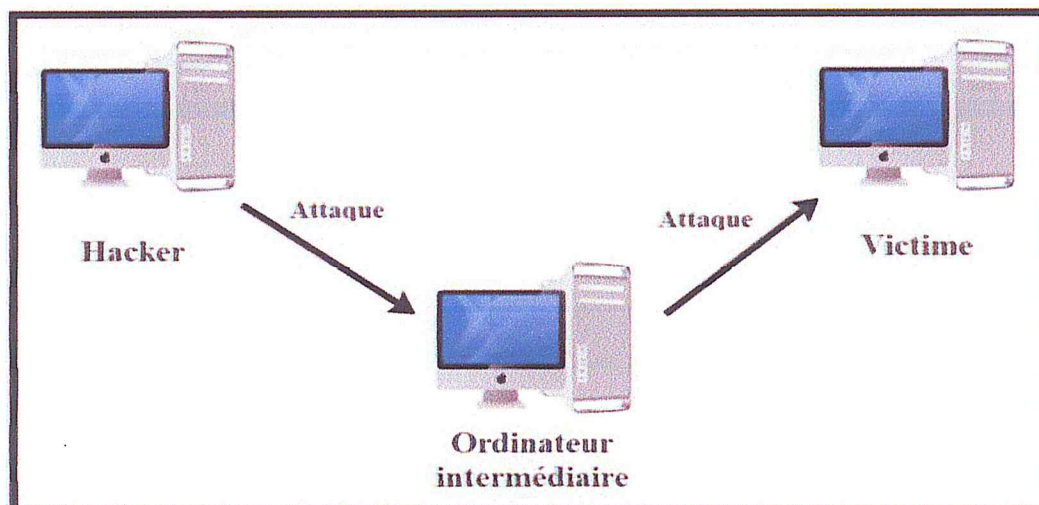 Attaque
Attaque
Hacker
Victime
Ordinateur
intermédiaire